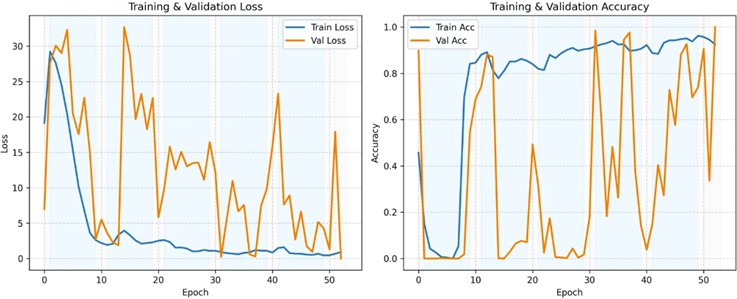 Training & Validation Loss
Train Loss
Val Loss
Loss
30
25
20
15
10
5
0
0
10
20
30
40
50
Epoch
Training & Validation Accuracy
Train Acc
Val Acc
Accuracy
1.0
0.8
0.6
0.4
0.2
0.0
0
10
20
30
40
50
Epoch